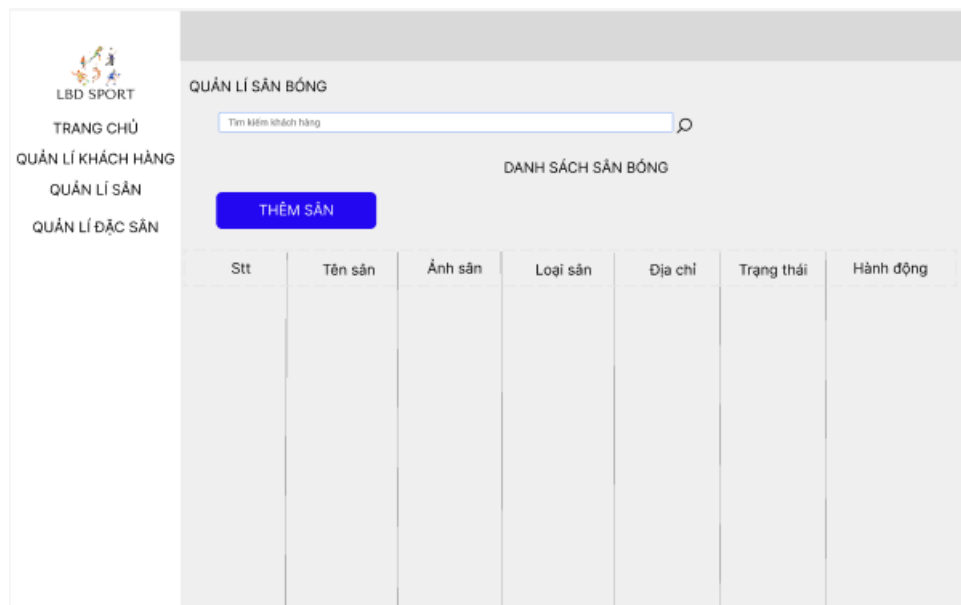 LBD SPORT
TRANG CHỦ
QUẢN LÍ KHÁCH HÀNG
QUẢN LÍ SÂN
QUẢN LÍ ĐẶC SÂN
QUẢN LÍ SÂN BÓNG
Tìm kiếm khách hàng
DANH SÁCH SÂN BÓNG
THÊM SÂN
Stt Tên sân Ảnh sân Loại sân Địa chỉ Trạng thái Hành động